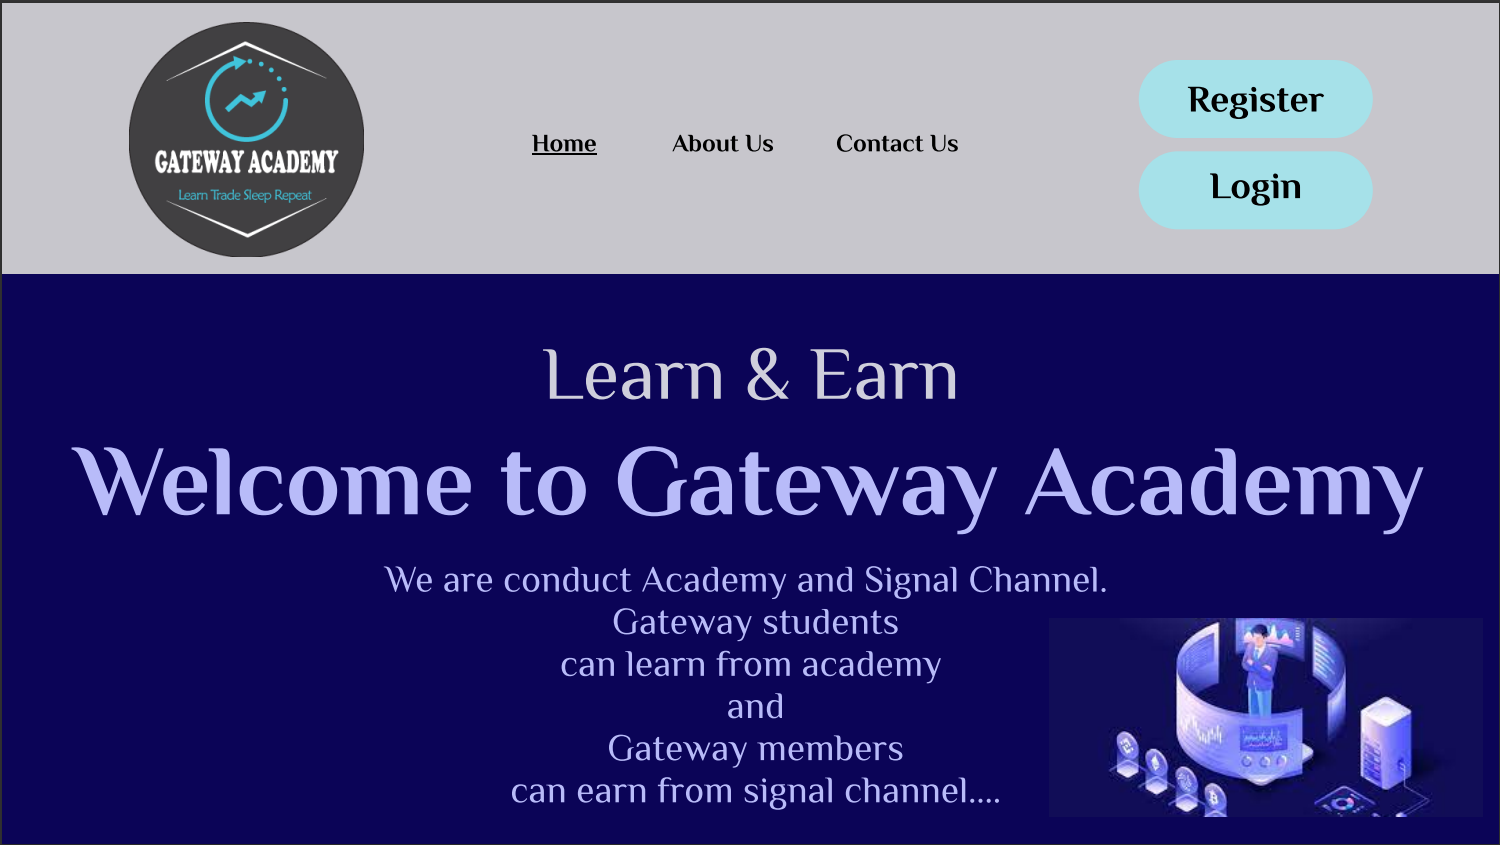 GATEWAY ACADEMY
Learn Trade Sleep Repeat
Home
About Us
Contact Us
Register
Login
Learn & Earn
Welcome to Gateway Academy
We are conduct Academy and Signal Channel.
Gateway students
can learn from academy
and
Gateway members
can earn from signal channel....